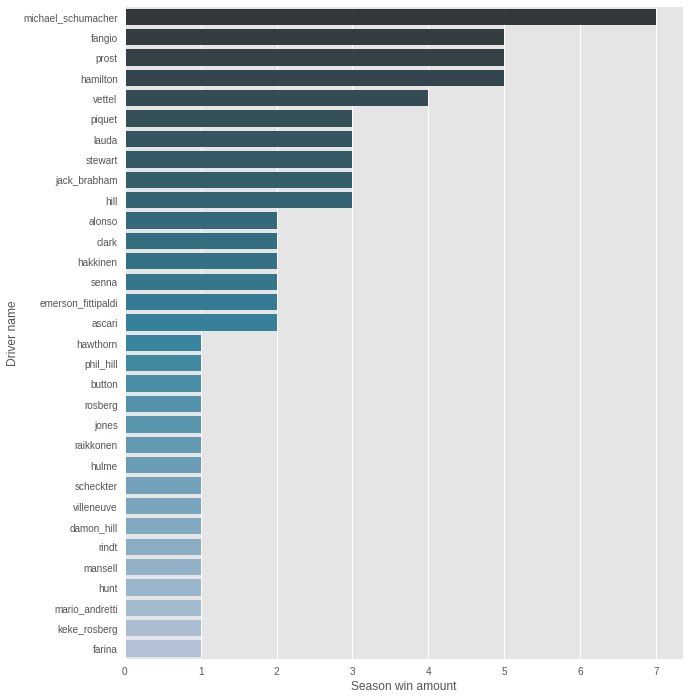 michael_schumacher
fangio
prost
hamilton
vettel
piquet
lauda
stewart
jack_brabham
hill
alonso
clark
hakkinen
senna
emerson_fittipaldi
ascari
hawthorn
phil_hill
button
rosberg
jones
raikkonen
hulme
scheckter
villeneuve
damon_hill
rindt
mansell
hunt
mario_andretti
keke_rosberg
farina
Driver name
0 1 2 3 4 5 6 7
Season win amount